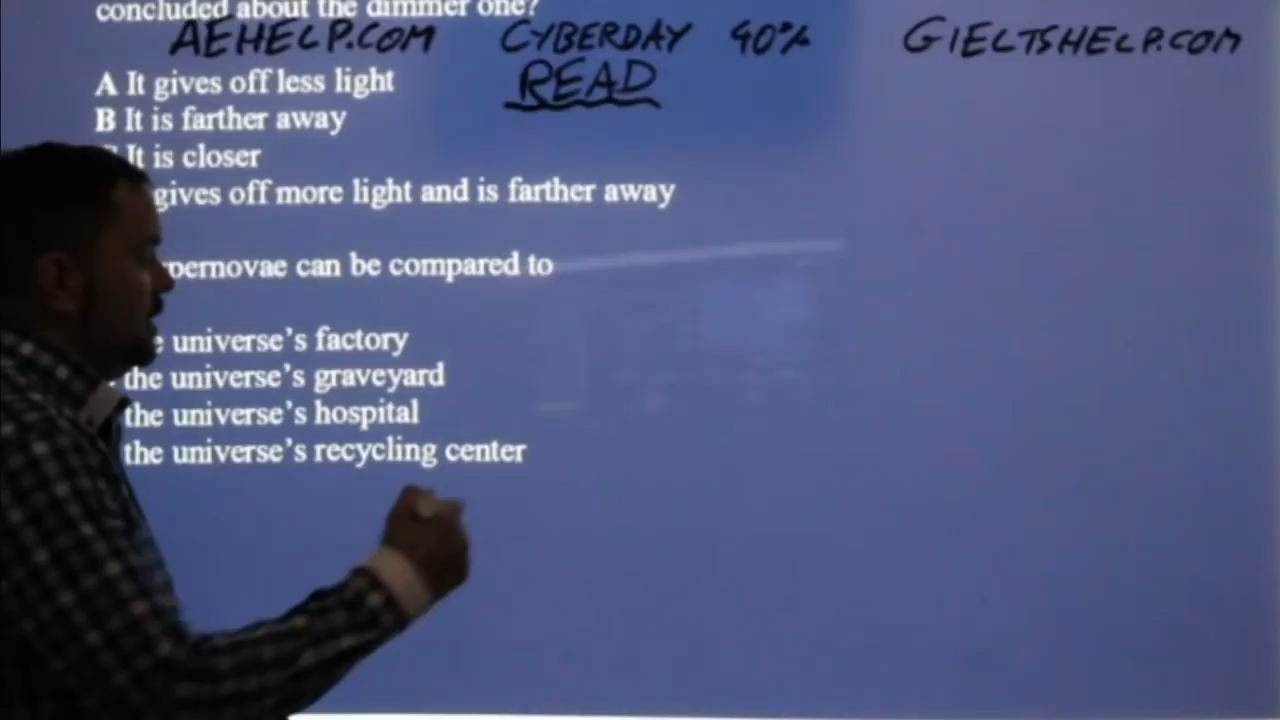 concluded about the dimmer one?
AEHELP.COM CYBERDAY 40% GIELTSHELP.COM
READ
A It gives off less light
B It is farther away
It is closer
gives off more light and is farther away
can be compared to
universe's factory
the universe's graveyard
the universe's hospital
the universe's recycling center